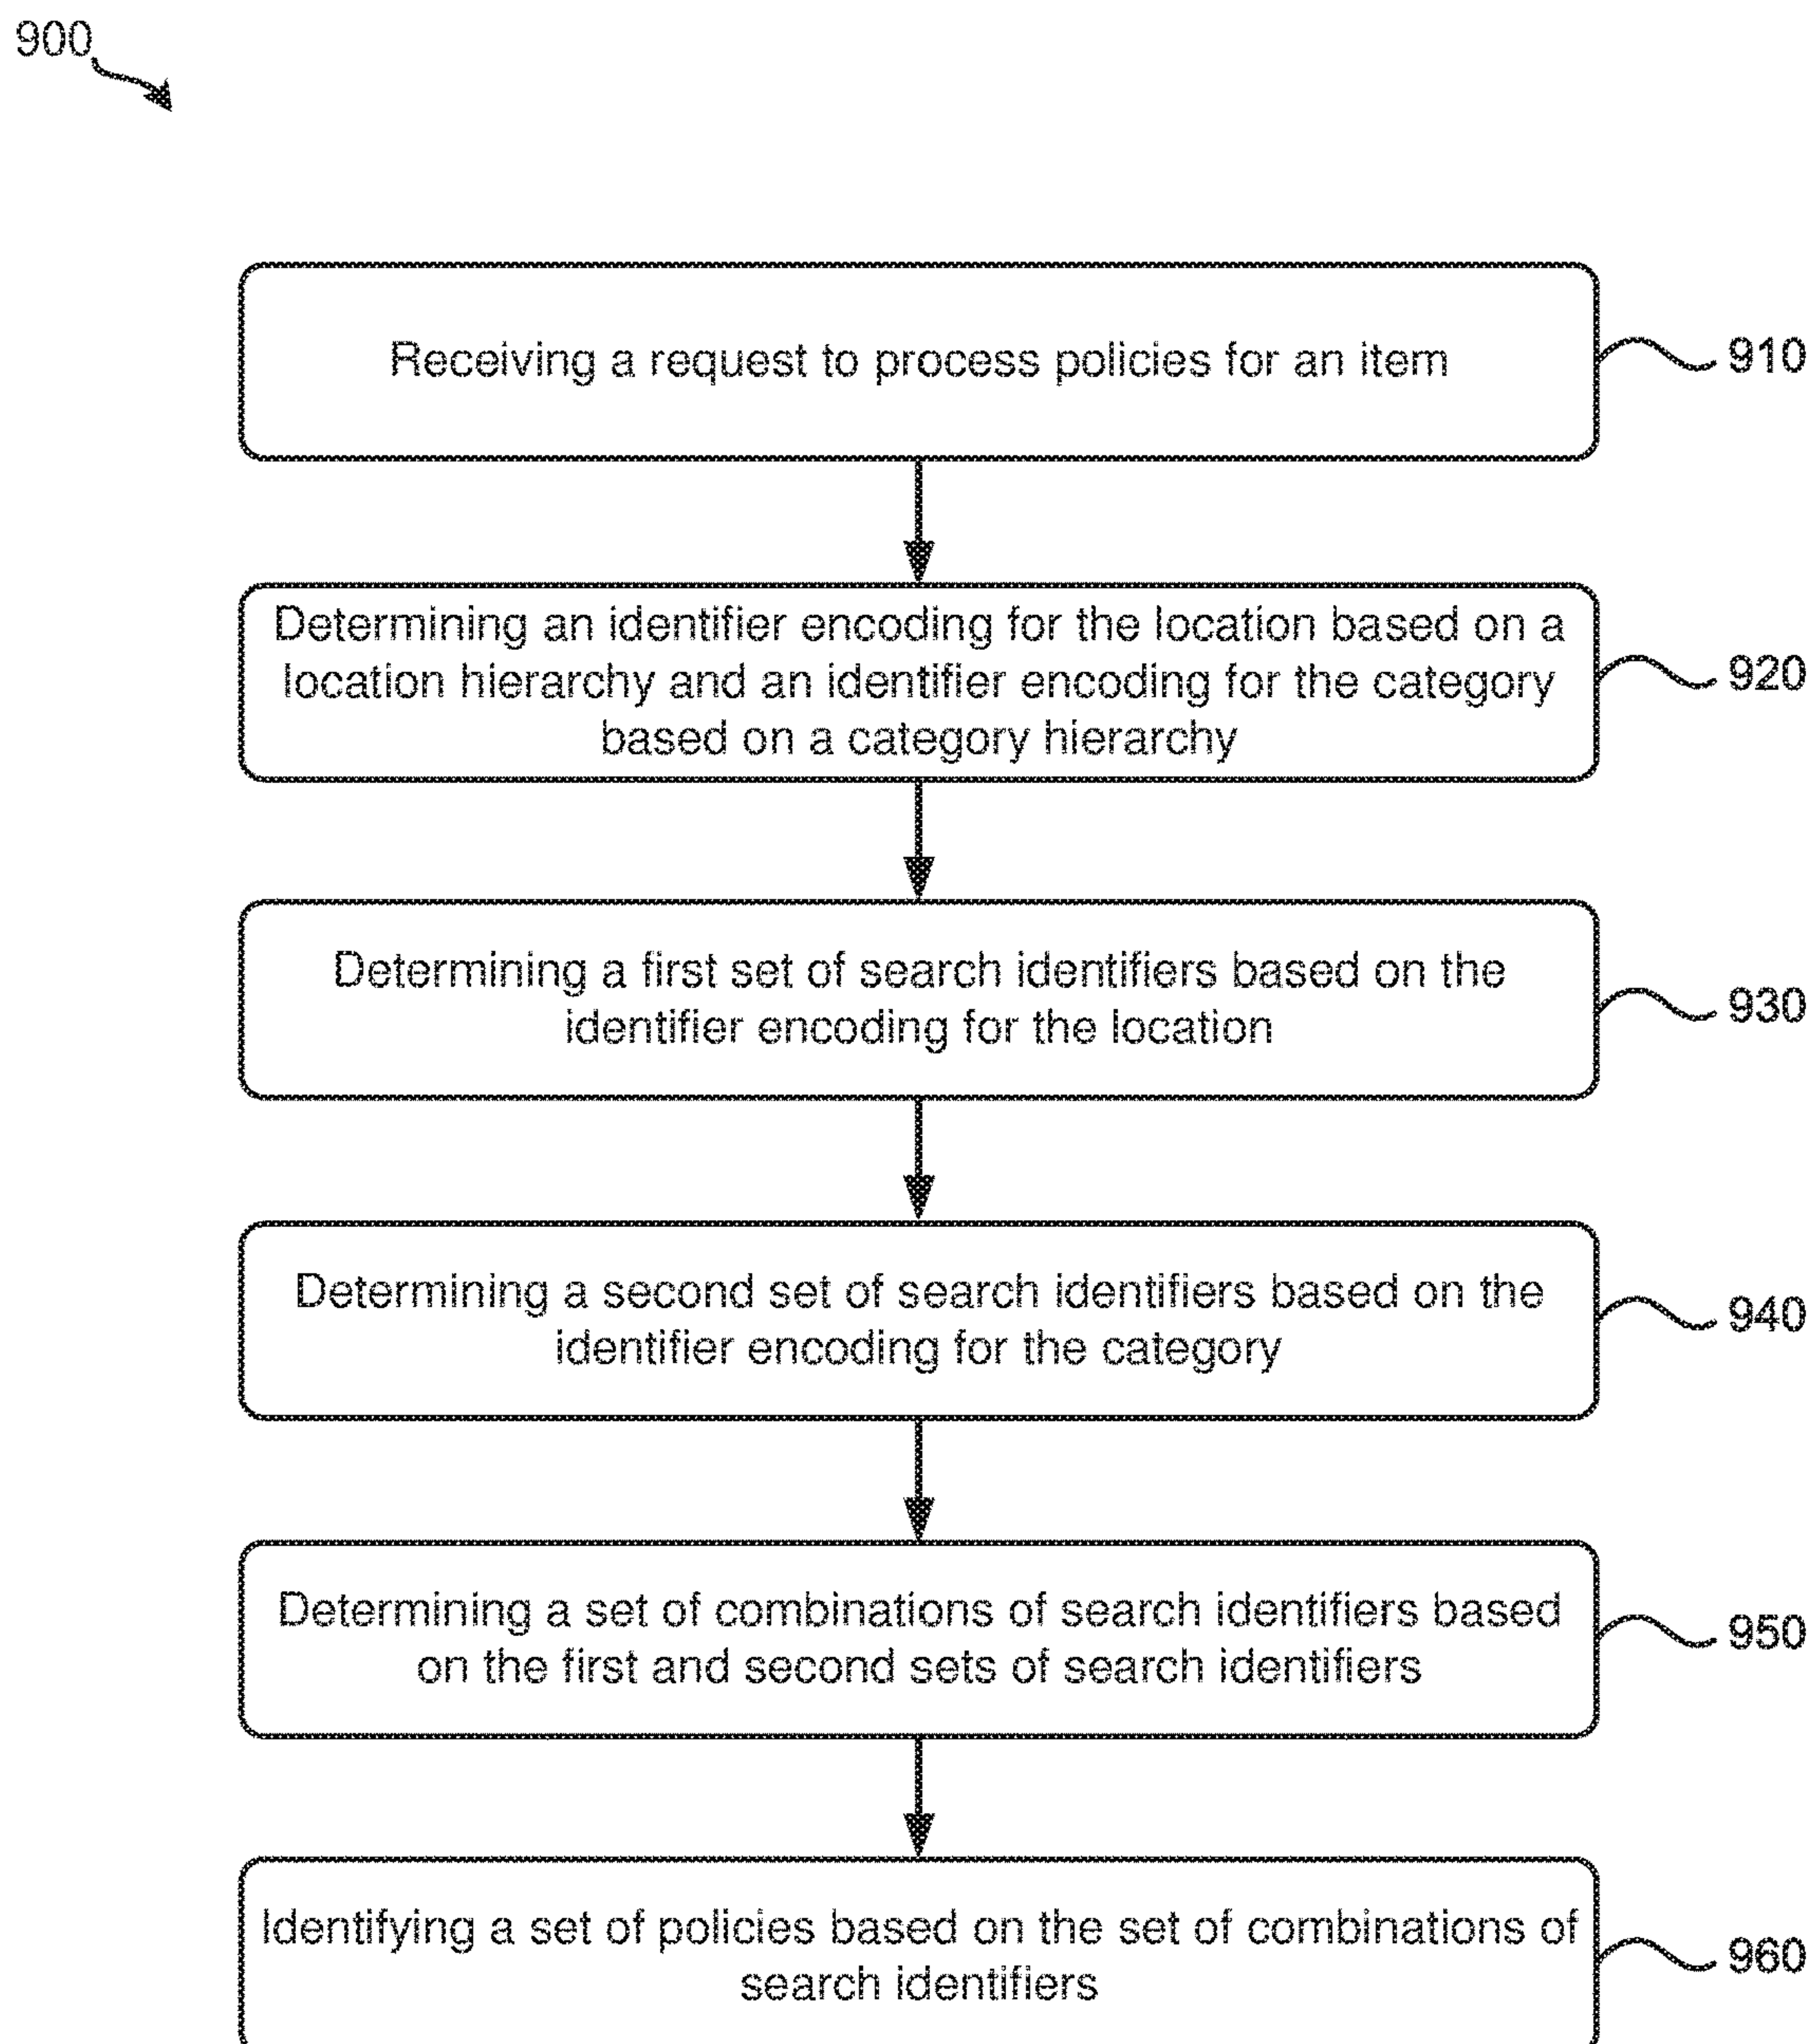 900
Receiving a request to process policies for an item
910
Determining an identifier encoding for the location based on a
location hierarchy and an identifier encoding for the category
based on a category hierarchy
920
Determining a first set of search identifiers based on the
identifier encoding for the location
930
Determining a second set of search identifiers based on the
identifier encoding for the category
940
Determining a set of combinations of search identifiers based
on the first and second sets of search identifiers
950
Identifying a set of policies based on the set of combinations of
search identifiers
960